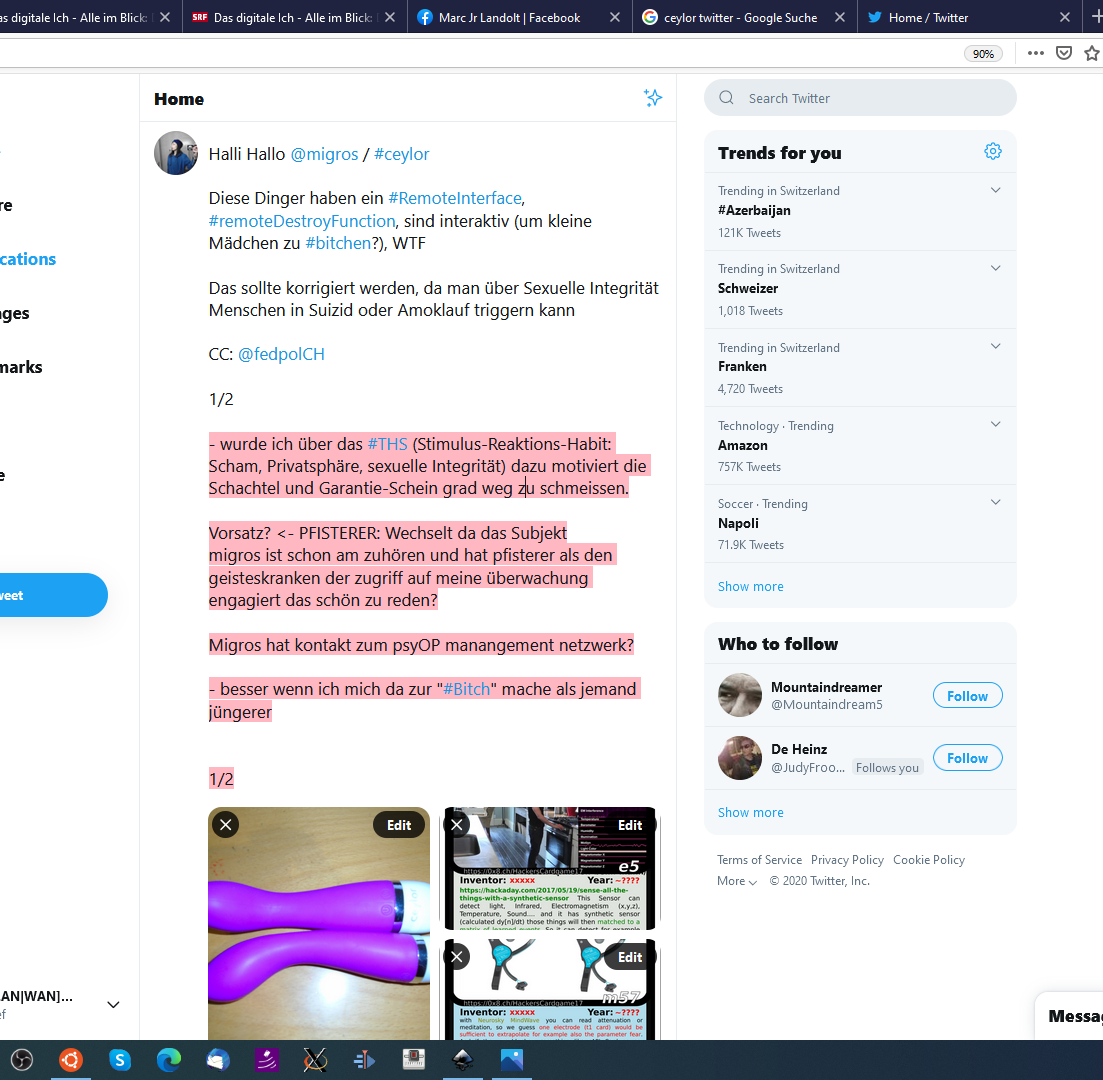 as digitale Ich - Alle im Blick:
SRF Das digitale Ich - Alle im Blick:
Marc Jr Landolt | Facebook
ceylor twitter - Google Suche
Home / Twitter
90%
Home
Search Twitter
Halli Hallo @migros / #ceylor
Diese Dinger haben ein #RemoteInterface,
#remoteDestroyFunction, sind interaktiv (um kleine
Mädchen zu #bitchen?), WTF
Das sollte korrigiert werden, da man über Sexuelle Integrität
Menschen in Suizid oder Amoklauf triggern kann
CC: @fedpolCH
1/2
- wurde ich über das #THS (Stimulus-Reaktions-Habit:
Scham, Privatsphäre, sexuelle Integrität) dazu motiviert die
Schachtel und Garantie-Schein grad weg zu schmeissen.
Vorsatz? <- PFISTERER: Wechselt da das Subjekt
migros ist schon am zuhören und hat pfisterer als den
geisteskranken der zugriff auf meine überwachung
engagiert das schön zu reden?
Migros hat kontakt zum psyOP manangement netzwerk?
- besser wenn ich mich da zur "#Bitch" mache als jemand
jüngerer
1/2
Edit
Edit
e5
https://0x8.ch/HackersCardgame17
Inventor: xxxxx Year: ~????
https://hackaday.com/2017/05/19/sense-all-the-
things-with-a-synthetic-sensor This Sensor can
detect light, Infrared, Electromagnetism (x,y,z),
Temperature, Sound.... and it has synthetic sensor
(calculated dy[n]/dt) those things will then matched to a
matrix of learned events. So it can detect for example
Edit
m57
https://0x8.ch/HackersCardgame17
Inventor: xxxxx Year: ~????
with Neurosky MindWave you can read attenuation or
meditation, so we guess one electrode (t1 card) would be
sufficient to extrapolate for example also the parameter fear.
re
cations
ages
marks
e
weet
AN|WAN]...
ef
Trends for you
Trending in Switzerland
#Azerbaijan
121K Tweets
Trending in Switzerland
Schweizer
1,018 Tweets
Trending in Switzerland
Franken
4,720 Tweets
Technology · Trending
Amazon
757K Tweets
Soccer · Trending
Napoli
71.9K Tweets
Show more
Who to follow
Mountaindreamer
@Mountaindream5
Follow
De Heinz
@JudyFroo... Follows you
Follow
Show more
Terms of Service Privacy Policy Cookie Policy
More © 2020 Twitter, Inc.
Messag